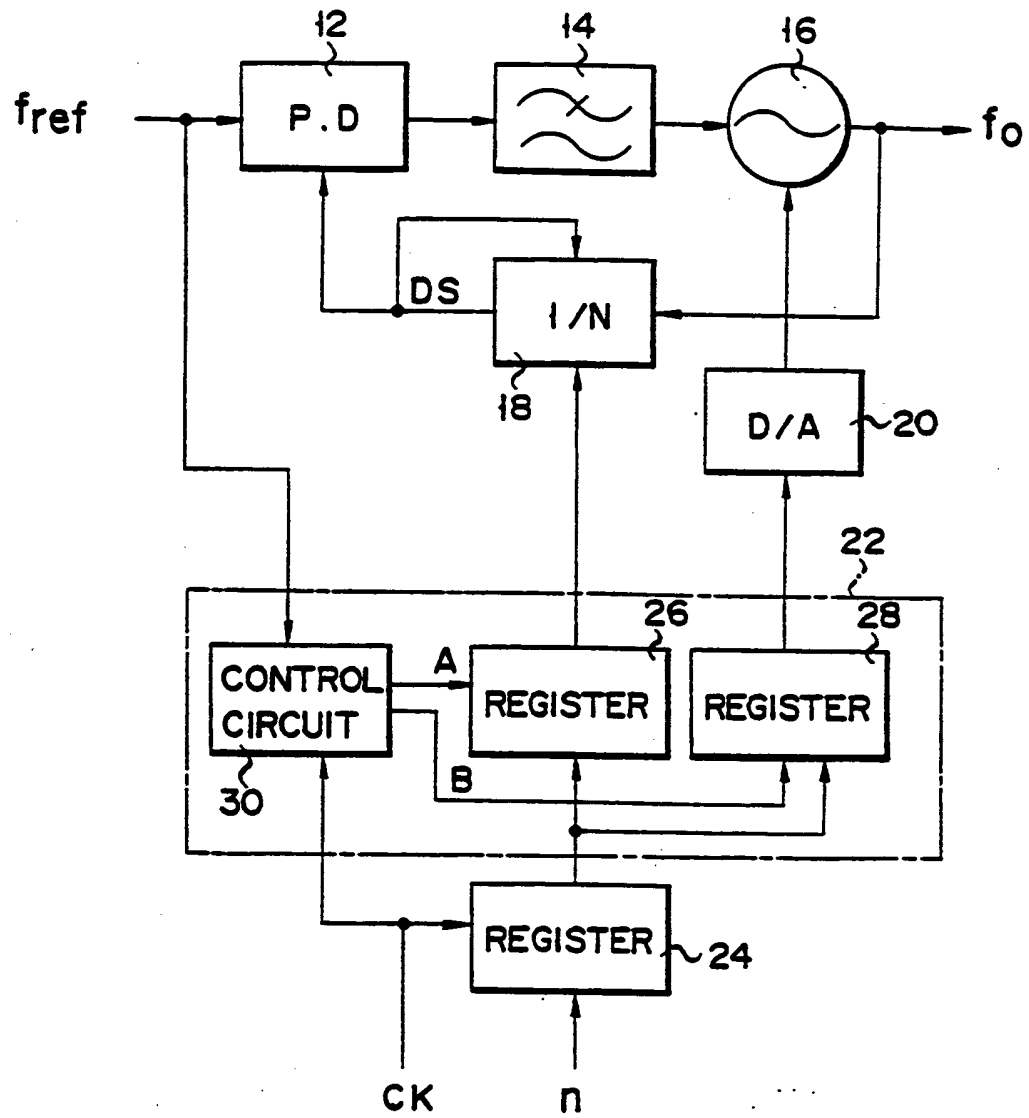 12
14
16
fref
P.D
fo
DS
1/N
18
D/A
20
22
26
28
CONTROL
CIRCUIT
A
REGISTER
REGISTER
B
30
REGISTER
24
CK
n